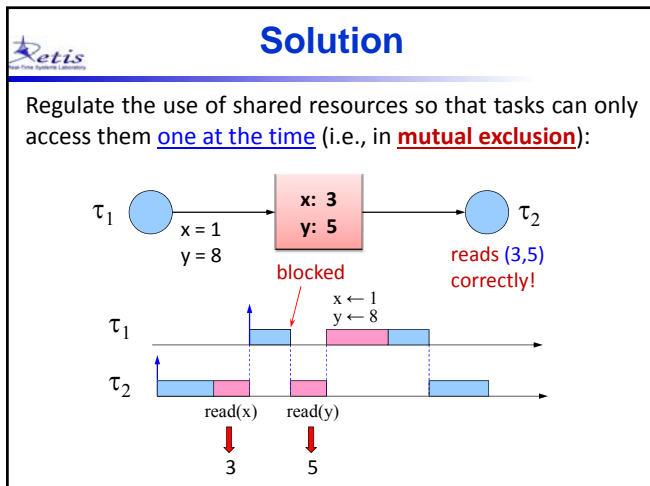 Solution
Retis
Real-Time Systems Laboratory
Regulate the use of shared resources so that tasks can only
access them one at the time (i.e., in mutual exclusion):
τ1
x = 1
y = 8
x: 3
y: 5
τ2
reads (3,5)
correctly!
blocked
x ← 1
y ← 8
τ1
τ2
read(x)
read(y)
3
5